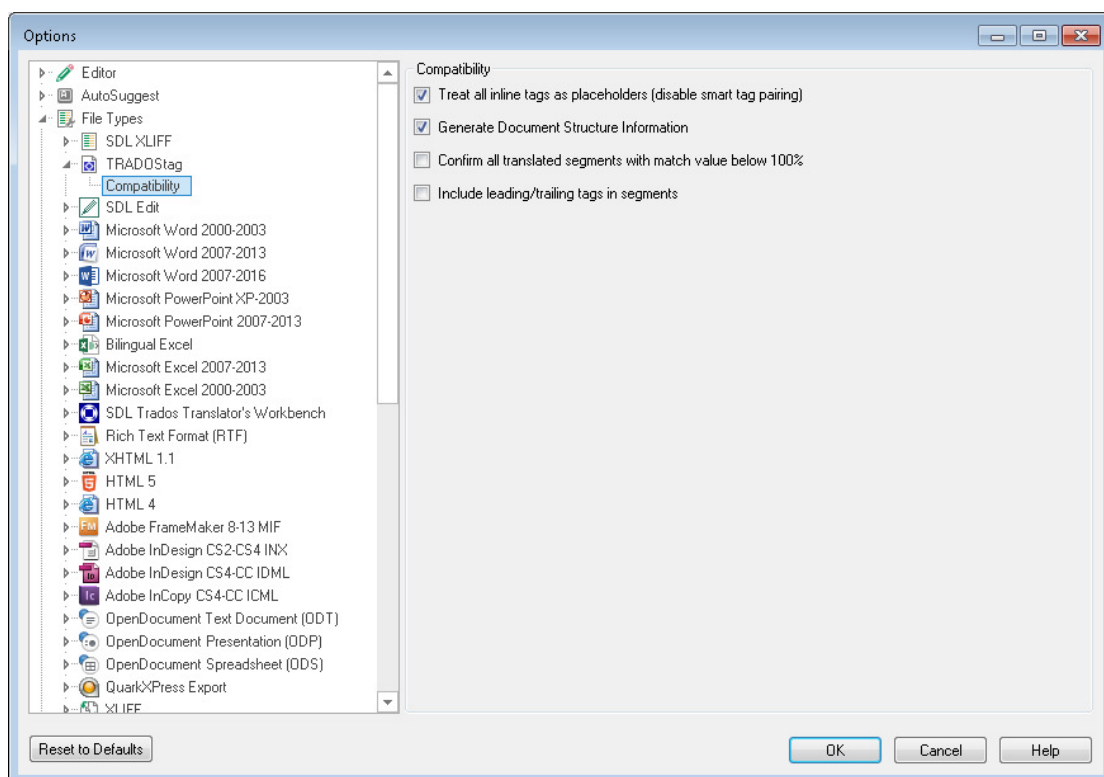 Options
Editor
AutoSuggest
File Types
SDL XLIFF
TRADOStag
Compatibility
SDL Edit
Microsoft Word 2000-2003
Microsoft Word 2007-2013
Microsoft Word 2007-2016
Microsoft PowerPoint XP-2003
Microsoft PowerPoint 2007-2013
Bilingual Excel
Microsoft Excel 2007-2013
Microsoft Excel 2000-2003
SDL Trados Translator's Workbench
Rich Text Format (RTF)
XHTML 1.1
HTML 5
HTML 4
Adobe FrameMaker 8-13 MIF
Adobe InDesign CS2-CS4 INX
Adobe InDesign CS4-CC IDML
Adobe InCopy CS4-CC ICML
OpenDocument Text Document (ODT)
OpenDocument Presentation (ODP)
OpenDocument Spreadsheet (ODS)
QuarkXPress Export
XLIFF
Compatibility
Treat all inline tags as placeholders (disable smart tag pairing)
Generate Document Structure Information
Confirm all translated segments with match value below 100%
Include leading/trailing tags in segments
Reset to Defaults
OK
Cancel
Help